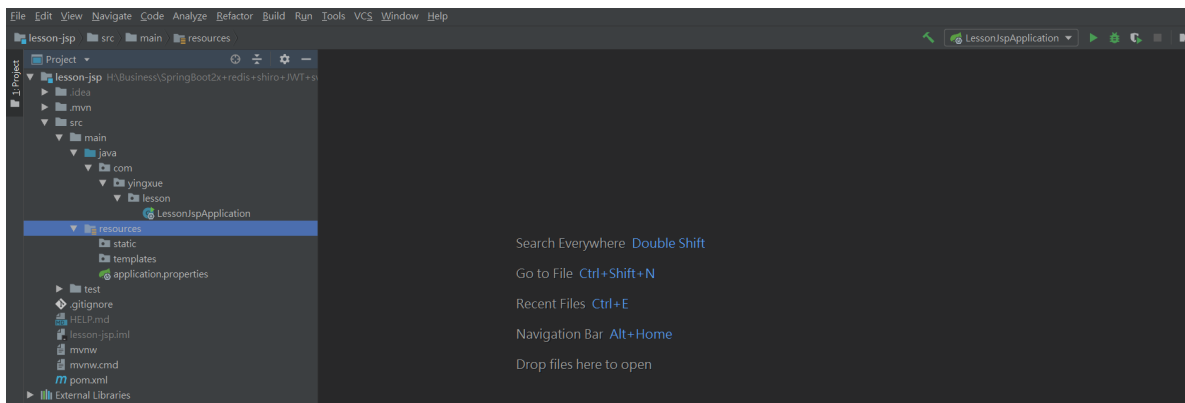 File Edit View Navigate Code Analyze Refactor Build Run Tools VCS Window Help
lesson-jsp src main resources
LessonJspApplication
Project
1: Project
lesson-jsp H:\Business\SpringBoot2x+redis+shiro+JWT+sv
.idea
.mvn
src
main
java
com
yingxue
lesson
LessonJspApplication
resources
static
templates
application.properties
test
.gitignore
HELP.md
lesson-jsp.iml
mvnw
mvnw.cmd
pom.xml
External Libraries
Search Everywhere Double Shift
Go to File Ctrl+Shift+N
Recent Files Ctrl+E
Navigation Bar Alt+Home
Drop files here to open